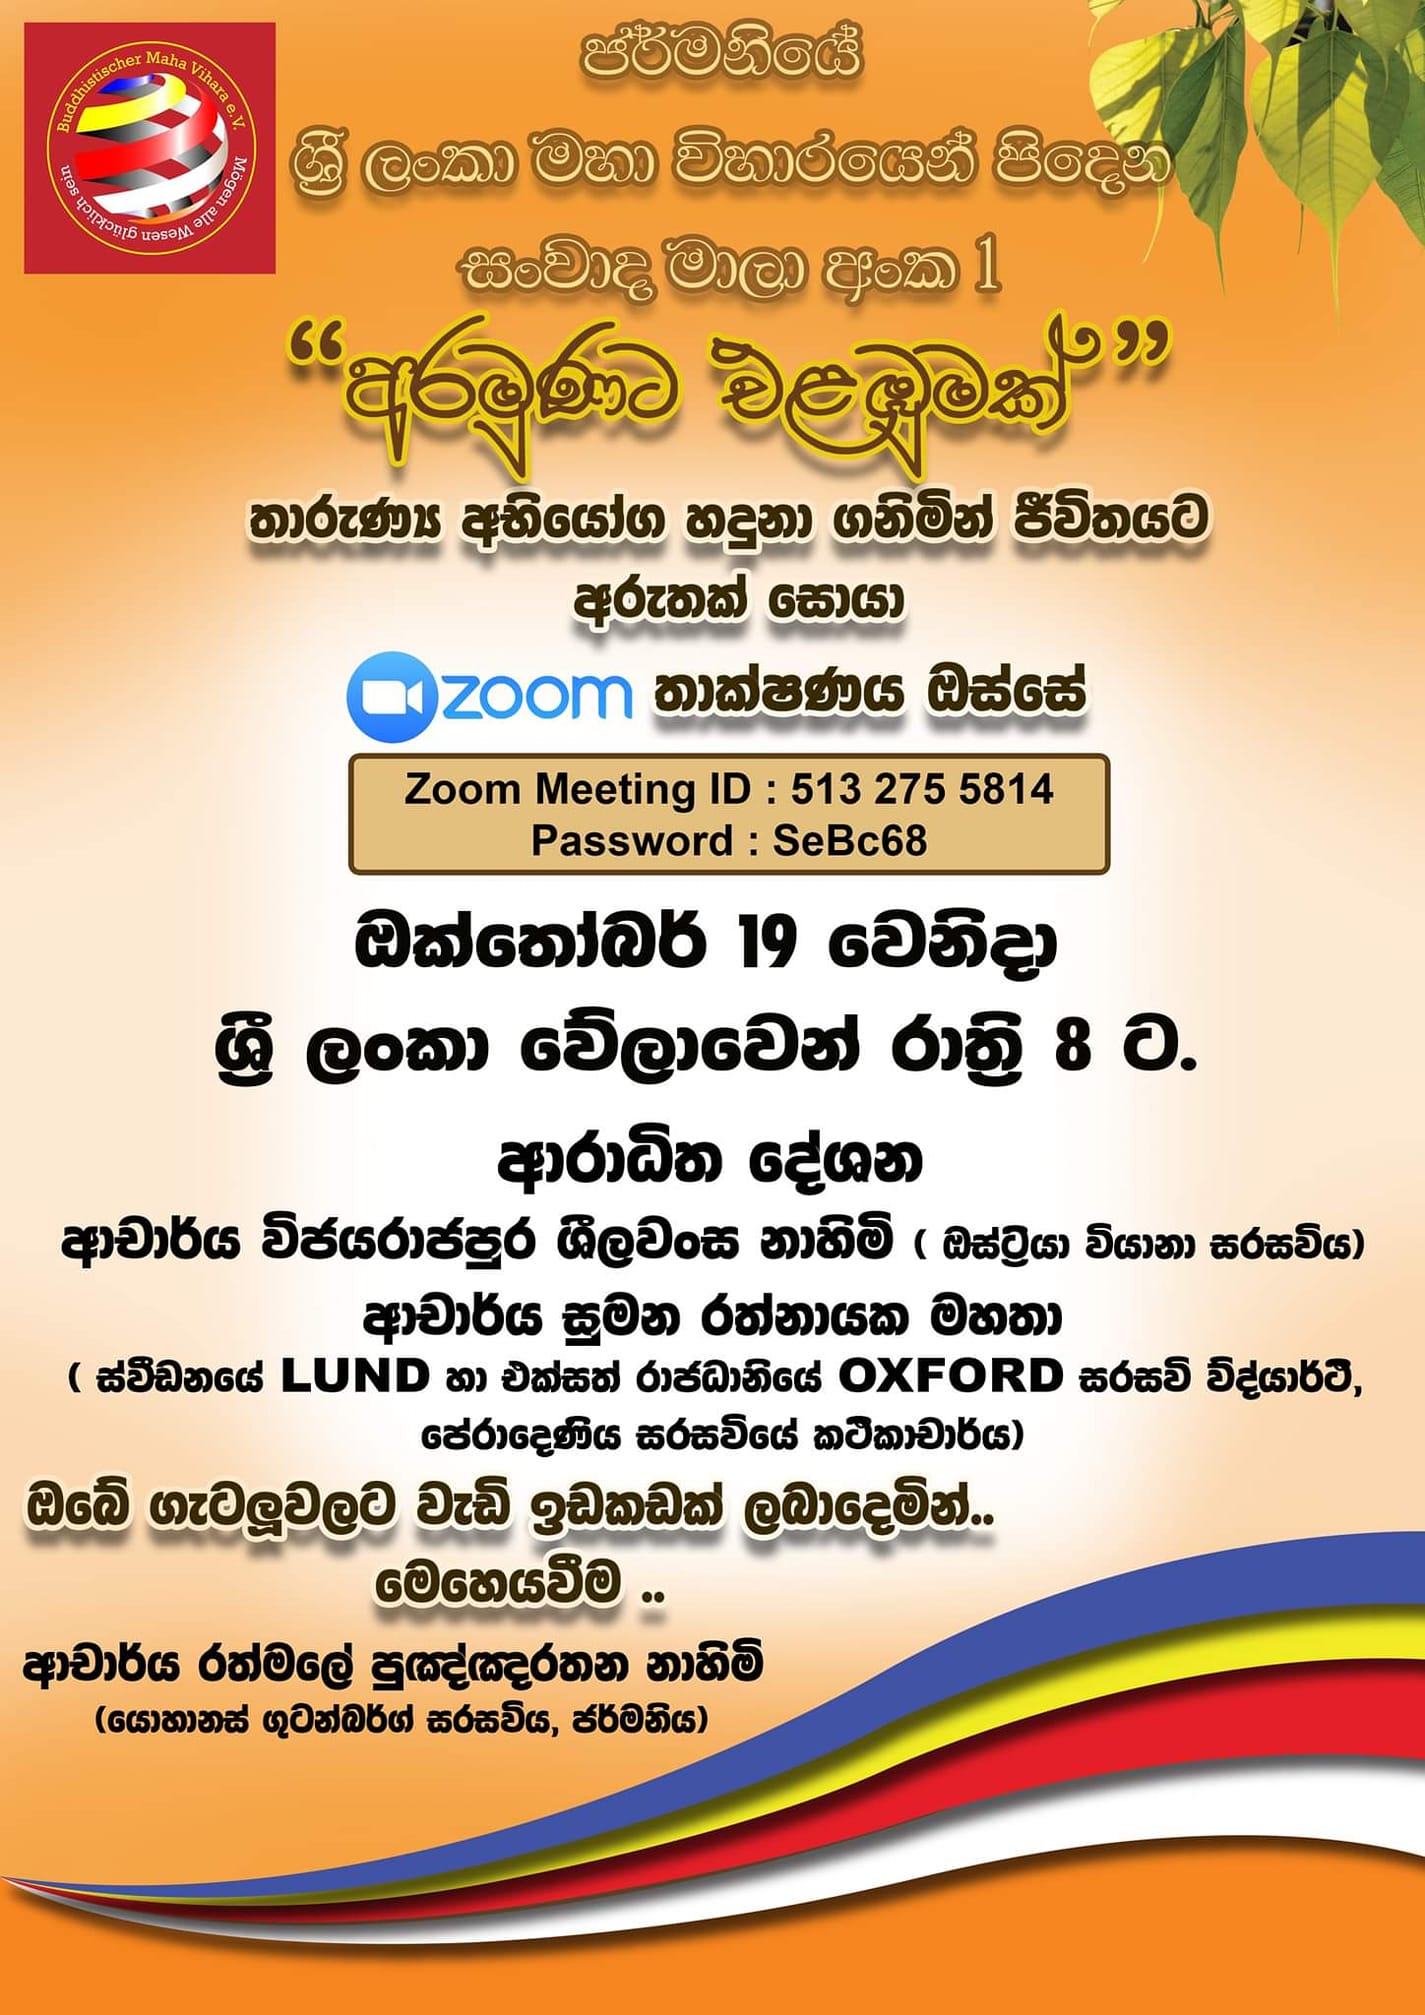 Buddhistischer Maha Vihara e.V.
Mögen alle Wesen glücklich sein
ජර්මනියේ
ශ්‍රී ලංකා මහා විහාරයෙන් පිදෙන
සංවාද මාලා අංක 1
“අරමුණට එළඹුමක්”
තාරුණ්‍ය අභියෝග හඳුනා ගනිමින් ජීවිතයට
අරුතක් සොයා
zoom තාක්ෂණය ඔස්සේ
Zoom Meeting ID : 513 275 5814
Password : SeBc68
ඔක්තෝබර් 19 වෙනිදා
ශ්‍රී ලංකා වේලාවෙන් රාත්‍රි 8 ට.
ආරාධිත දේශන
ආචාර්ය විජයරාජපුර ශීලවංස නාහිමි ( ඔස්ට්‍රියා වියානා සරසවිය)
ආචාර්ය සුමන රත්නායක මහතා
( ස්වීඩනයේ LUND හා එක්සත් රාජධානියේ OXFORD සරසවි විද්යාර්ථී,
පේරාදෙණිය සරසවියේ කථිකාචාර්ය)
ඔබේ ගැටලූවලට වැඩි ඉඩකඩක් ලබාදෙමින්..
මෙහෙයවීම ..
ආචාර්ය රත්මලේ පුඤ්ඤරතන නාහිමි
(යොහානස් ගුටන්බර්ග් සරසවිය, ජර්මනිය)